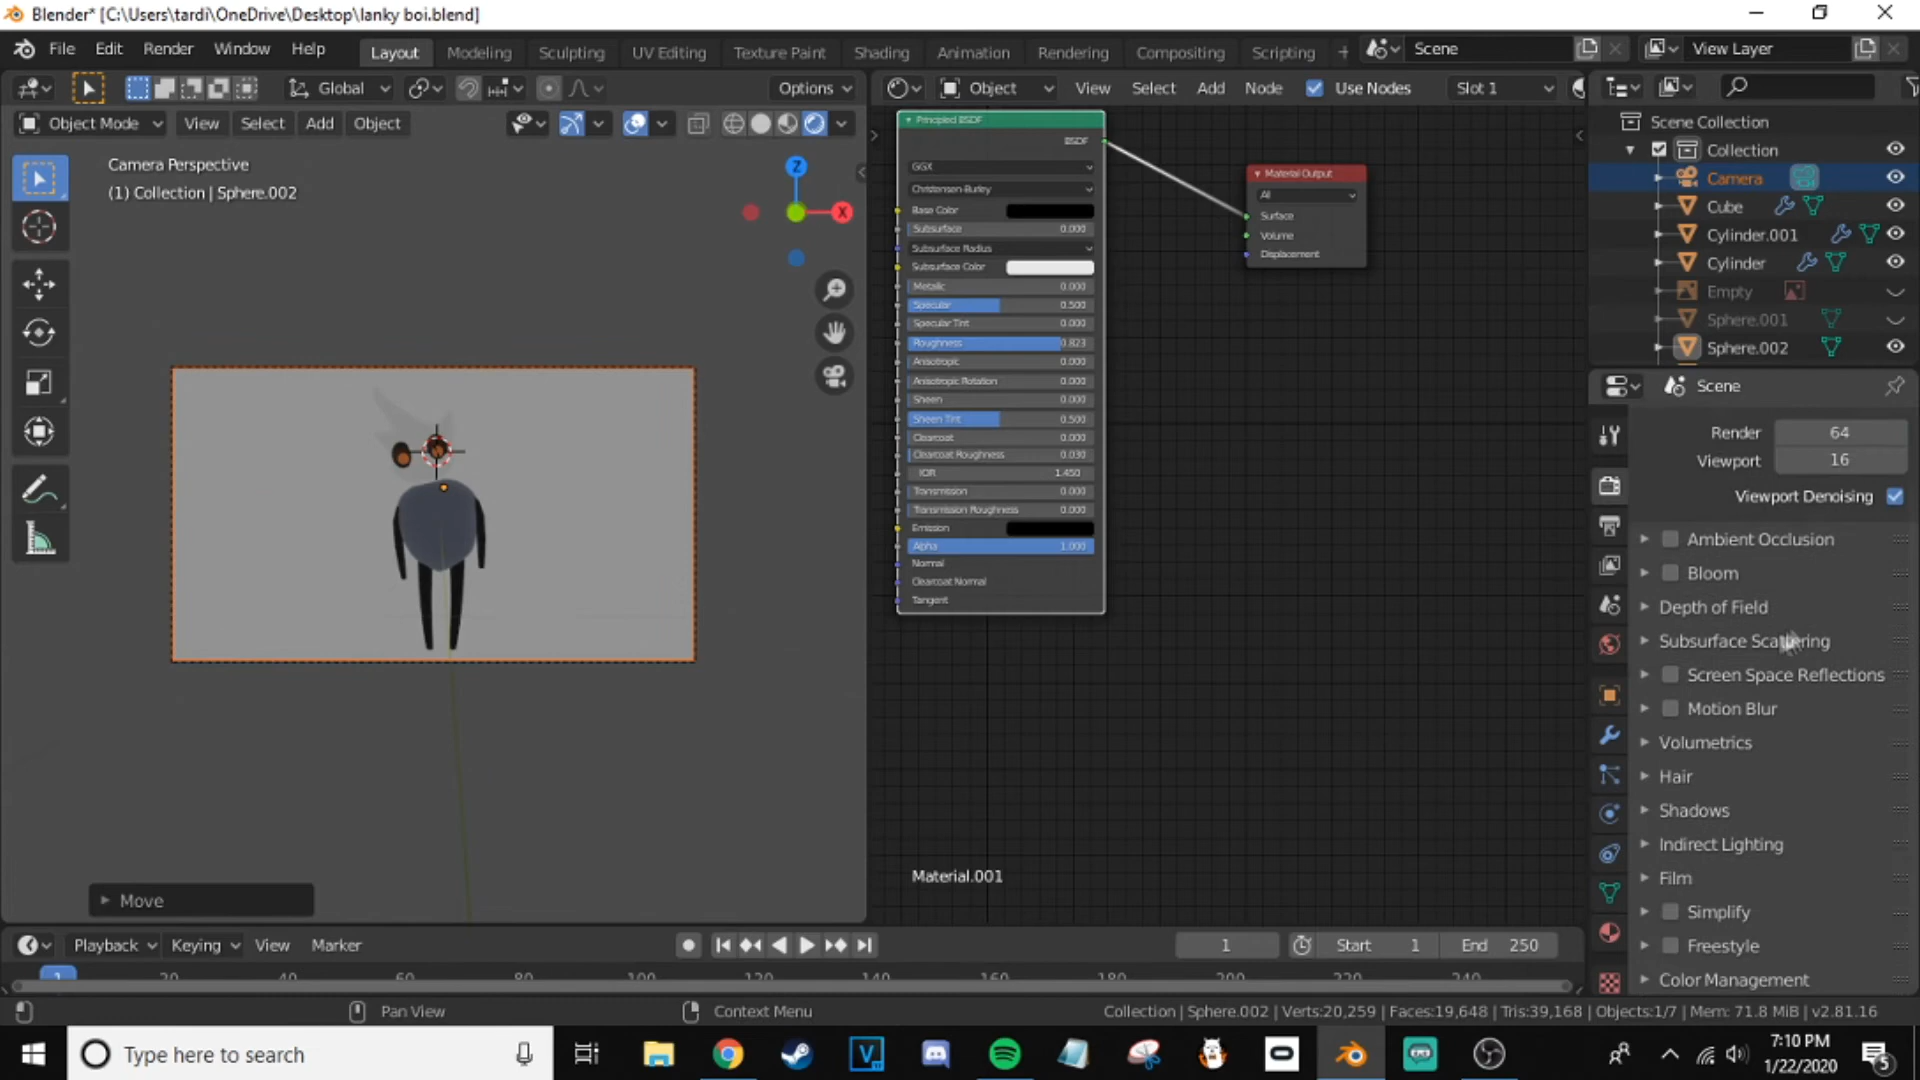 Blender* [C:\Users\tardi\OneDrive\Desktop\lanky boi.blend]
File Edit Render Window Help
Layout Modeling Sculpting UV Editing Texture Paint Shading Animation Rendering Compositing Scripting +
Scene
View Layer
Global
Options
Object
View Select Add Node Use Nodes
Slot 1
Object Mode View Select Add Object
Camera Perspective
(1) Collection | Sphere.002
Z
X
Principled BSDF
BSDF
GGX
Christensen-Burley
Base Color
Subsurface 0.000
Subsurface Radius
Subsurface Color
Metallic 0.000
Specular 0.500
Specular Tint 0.000
Roughness 0.823
Anisotropic 0.000
Anisotropic Rotation 0.000
Sheen 0.000
Sheen Tint 0.500
Clearcoat 0.000
Clearcoat Roughness 0.030
IOR 1.450
Transmission 0.000
Transmission Roughness 0.000
Emission
Alpha 1.000
Normal
Clearcoat Normal
Tangent
Material Output
All
Surface
Volume
Displacement
Material.001
Scene Collection
Collection
Camera
Cube
Cylinder.001
Cylinder
Empty
Sphere.001
Sphere.002
Scene
Render 64
Viewport 16
Viewport Denoising
Ambient Occlusion
Bloom
Depth of Field
Subsurface Scattering
Screen Space Reflections
Motion Blur
Volumetrics
Hair
Shadows
Indirect Lighting
Film
Simplify
Freestyle
Color Management
Move
Playback Keying View Marker
1
Start 1
End 250
1 20 40 60 80 100 120 140 160 180 200 220 240
Pan View
Context Menu
Collection | Sphere.002 | Verts:20,259 | Faces:19,648 | Tris:39,168 | Objects:1/7 | Mem: 71.8 MiB | v2.81.16
Type here to search
7:10 PM
1/22/2020
5